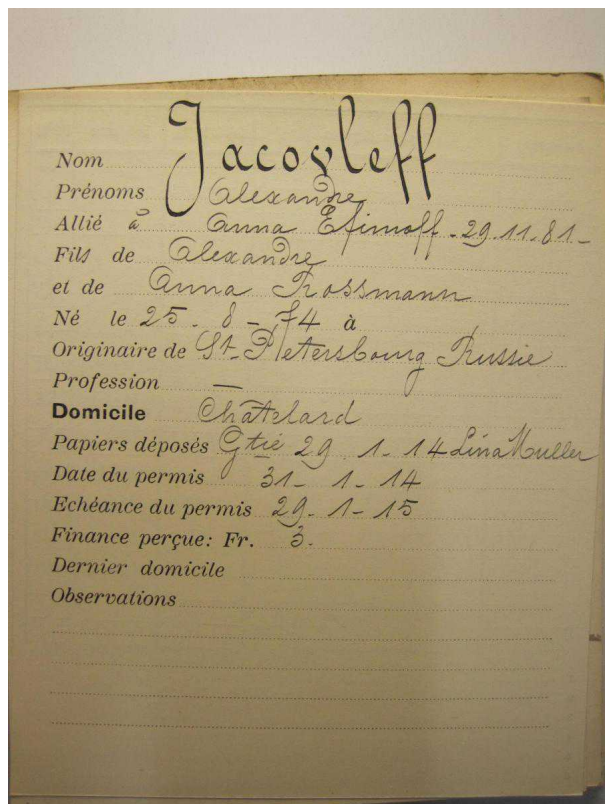 Nom Jacovleff
Prénoms Alexandre
Allié à Anna Efimoff - 29.11.81 -
Fils de Alexandre
et de Anna Rossmann
Né le 25. 8 - 74 à
Originaire de St-Petersbourg Russie
Profession —
Domicile Châtelard
Papiers déposés Gtie 29 1. 14 Lina Muller
Date du permis 31- 1- 14
Echéance du permis 29. 1- 15
Finance perçue: Fr. 3.
Dernier domicile
Observations